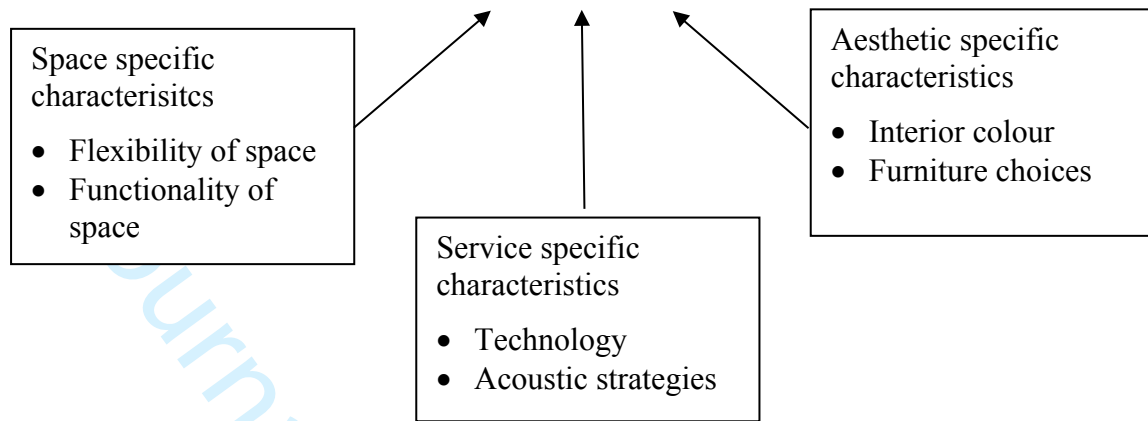 Space specific
characterisitcs
• Flexibility of space
• Functionality of
space
Service specific
characteristics
• Technology
• Acoustic strategies
Aesthetic specific
characteristics
• Interior colour
• Furniture choices